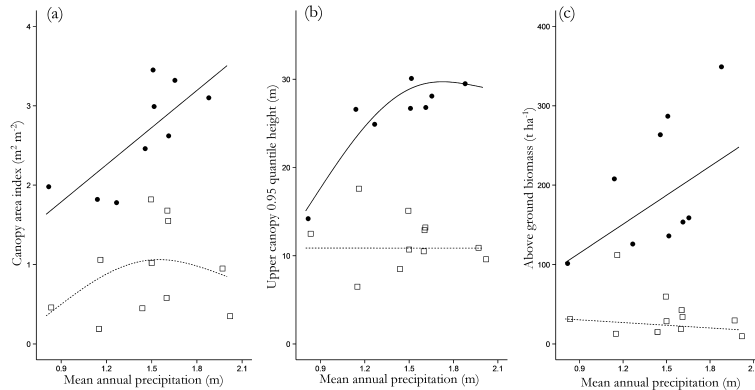 (a)
Canopy area index (m² m⁻²)
4
3
2
1
0
0.9 1.2 1.5 1.8 2.1
Mean annual precipitation (m)
(b)
Upper canopy 0.95 quantile height (m)
30
20
10
0
0.9 1.2 1.5 1.8 2.1
Mean annual precipitation (m)
(c)
Above ground biomass (t ha⁻¹)
400
300
200
100
0
0.9 1.2 1.5 1.8 2.1
Mean annual precipitation (m)